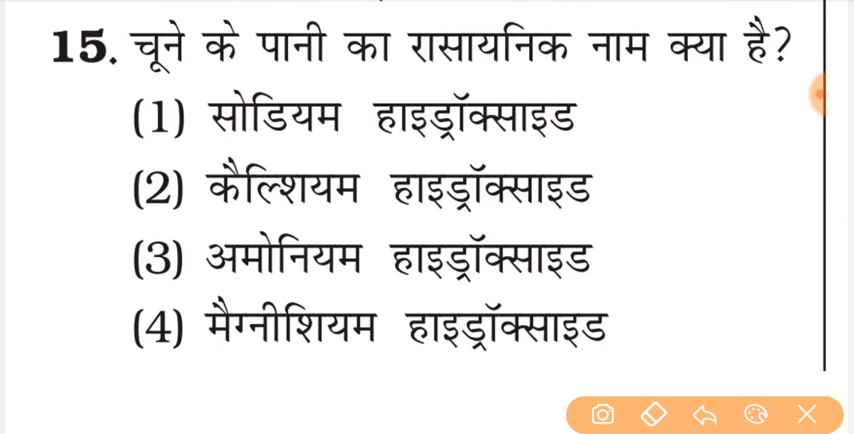 15. चूने के पानी का रासायनिक नाम क्या है?
(1) सोडियम हाइड्रॉक्साइड
(2) कैल्शियम हाइड्रॉक्साइड
(3) अमोनियम हाइड्रॉक्साइड
(4) मैग्नीशियम हाइड्रॉक्साइड